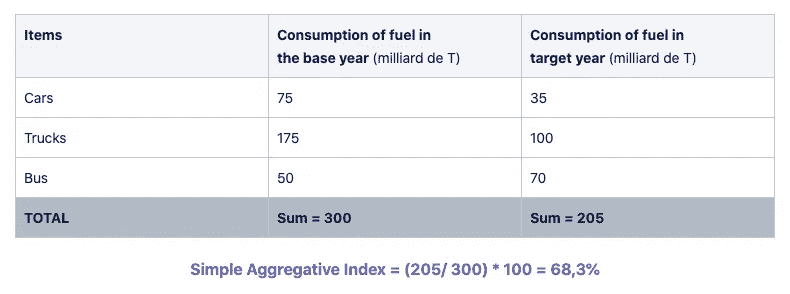 Items
Consumption of fuel in
the base year (milliard de T)
Consumption of fuel in
target year (milliard de T)
Cars 75 35
Trucks 175 100
Bus 50 70
TOTAL Sum = 300 Sum = 205
Simple Aggregative Index = (205/ 300) * 100 = 68,3%